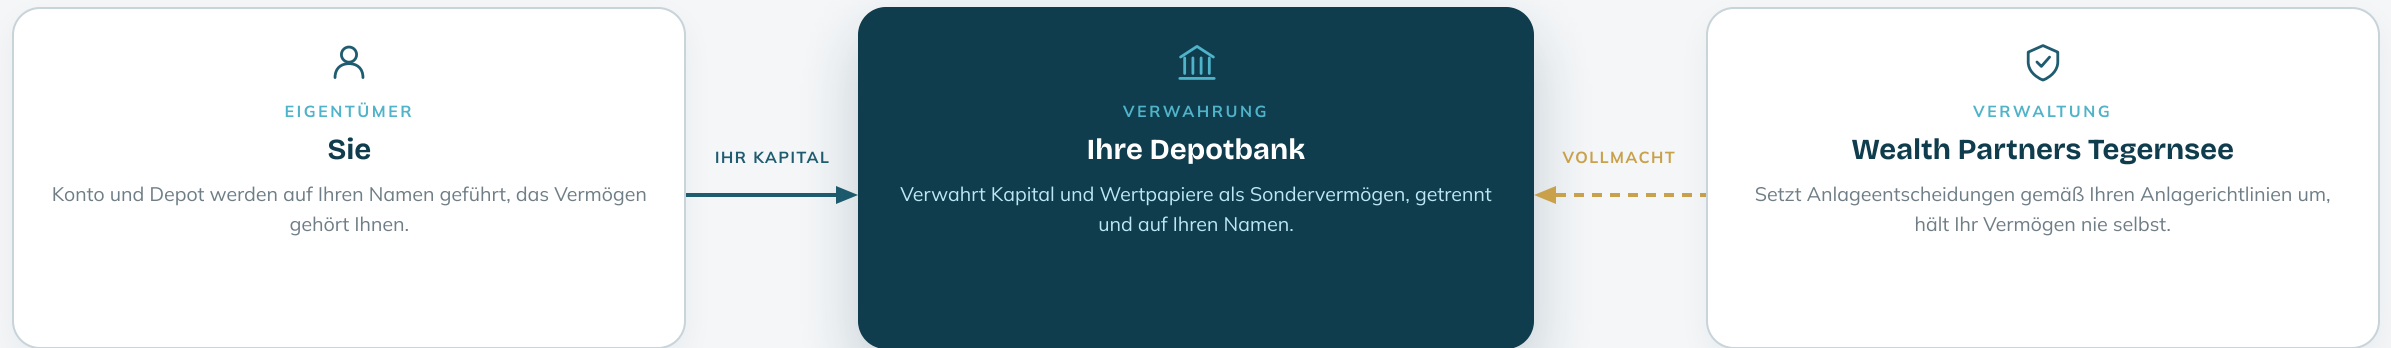 EIGENTÜMER
Sie
Konto und Depot werden auf Ihren Namen geführt, das Vermögen
gehört Ihnen.
IHR KAPITAL
VERWAHRUNG
Ihre Depotbank
Verwahrt Kapital und Wertpapiere als Sondervermögen, getrennt
und auf Ihren Namen.
VOLLMACHT
VERWALTUNG
Wealth Partners Tegernsee
Setzt Anlageentscheidungen gemäß Ihren Anlagerichtlinien um,
hält Ihr Vermögen nie selbst.